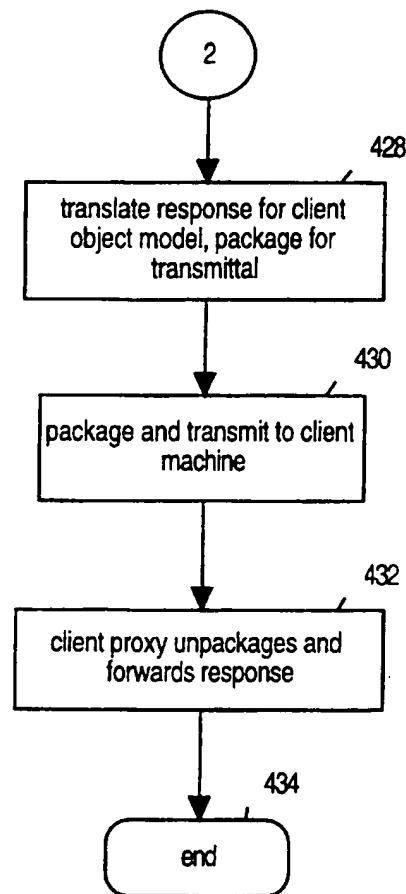 2
428
translate response for client
object model, package for
transmittal
430
package and transmit to client
machine
432
client proxy unpackages and
forwards response
434
end